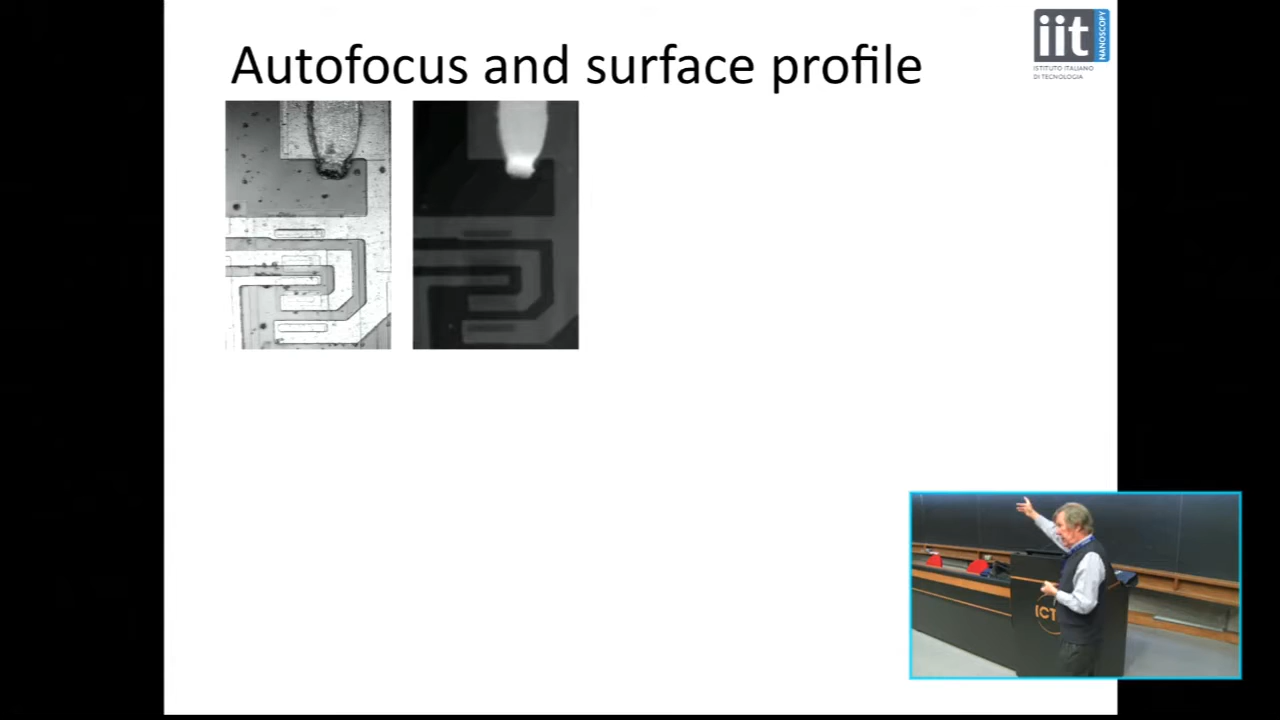 Autofocus and surface profile
iit
NANOSCOPY
ISTITUTO ITALIANO
DI TECNOLOGIA
ICT